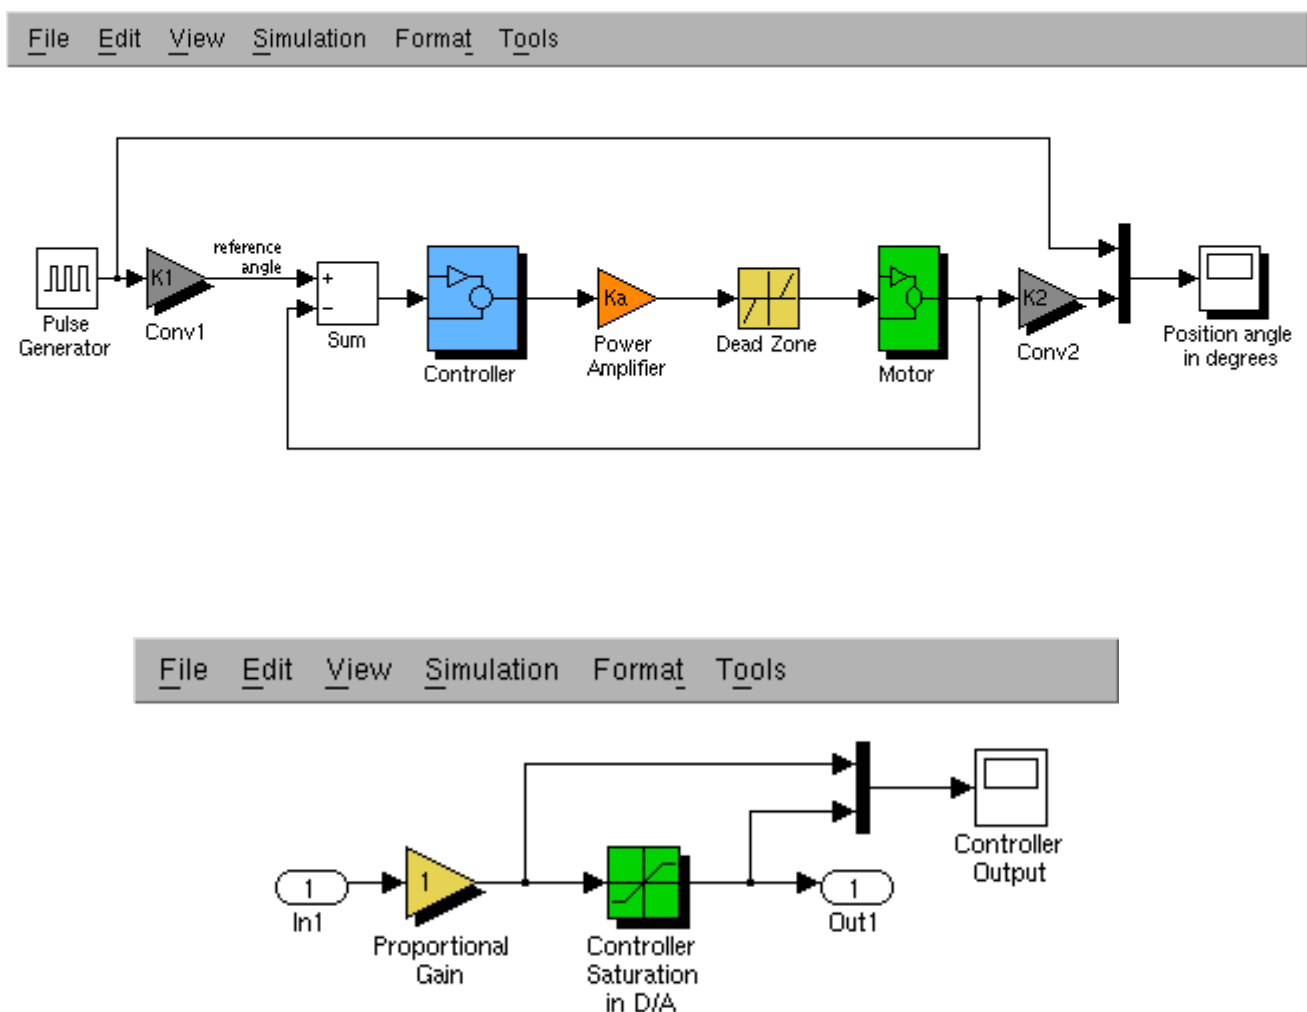 File Edit View Simulation Format Tools
reference
angle
K1
+
−
Ka
K2
Pulse
Generator
Conv1
Sum
Controller
Power
Amplifier
Dead Zone
Motor
Conv2
Position angle
in degrees
File Edit View Simulation Format Tools
1
In1
1
Proportional
Gain
Controller
Saturation
in D/A
1
Out1
Controller
Output